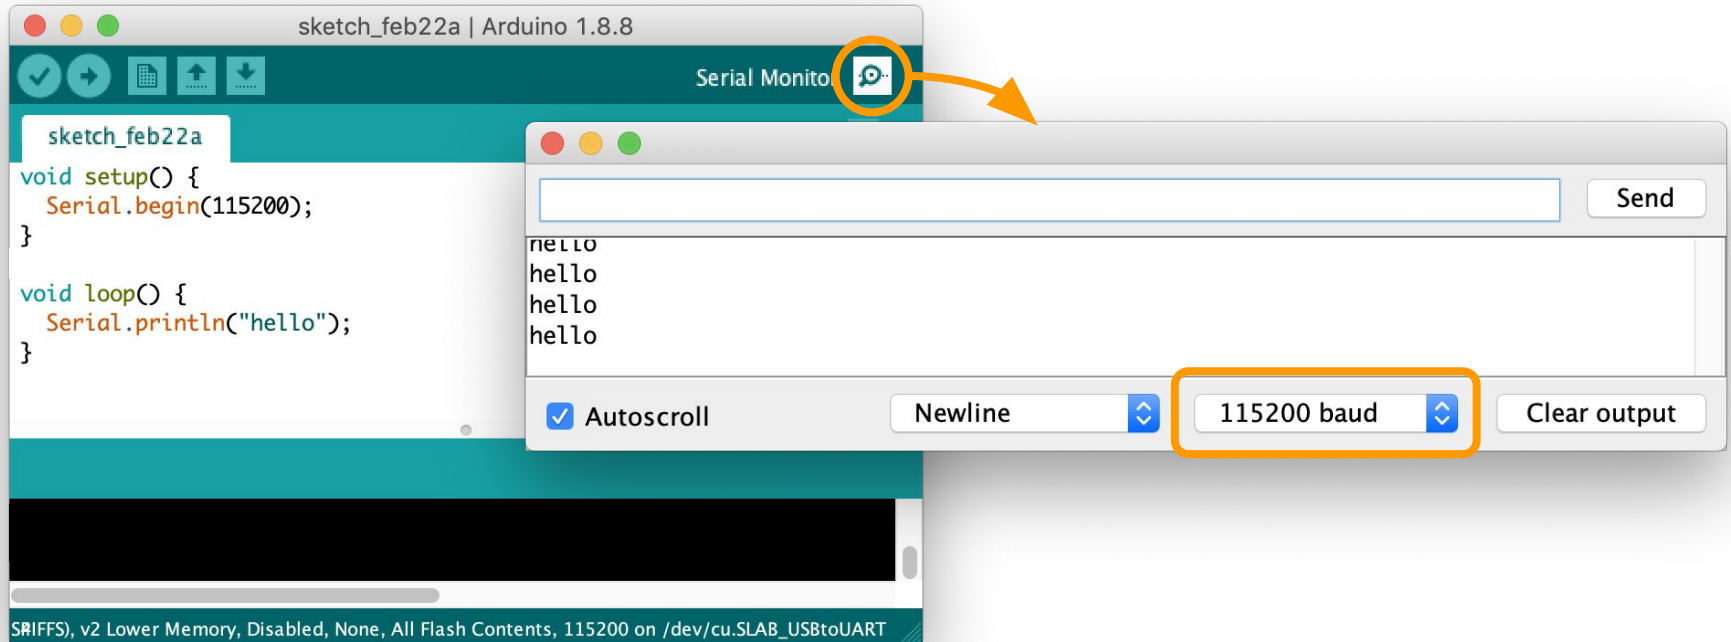 sketch_feb22a | Arduino 1.8.8
Serial Monitor
sketch_feb22a
void setup() {
  Serial.begin(115200);
}
void loop() {
  Serial.println("hello");
}
Send
hello
hello
hello
hello
Autoscroll
Newline
115200 baud
Clear output
IFFS), v2 Lower Memory, Disabled, None, All Flash Contents, 115200 on /dev/cu.SLAB_USBtoUART